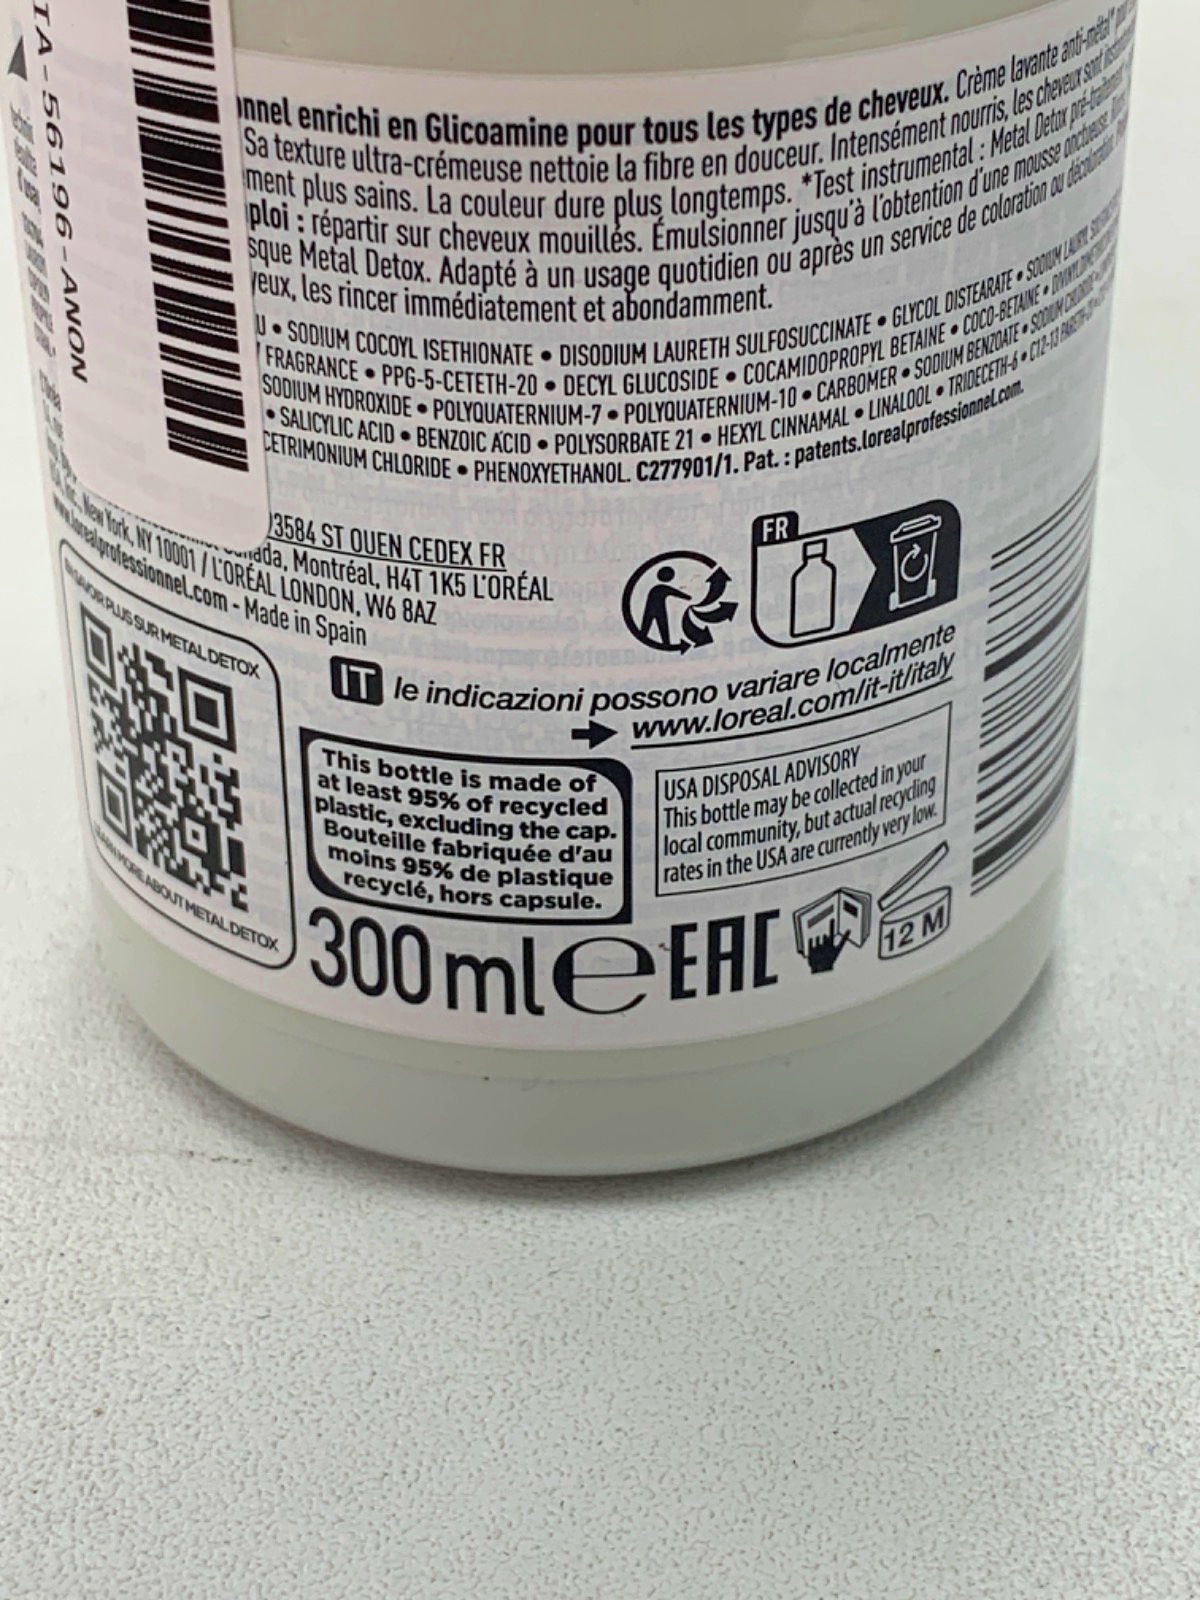 TA-56196-ANON
nnel enrichi en Glicoamine pour tous les types de cheveux. Crème lavante anti-métal*
Sa texture ultra-crémeuse nettoie la fibre en douceur. Intensément nourris, les cheveux sont
ment plus sains. La couleur dure plus longtemps. *Test instrumental : Metal Detox pré-traitement
ploi : répartir sur cheveux mouillés. Émulsionner jusqu'à l'obtention d'une mousse onctueuse.
sque Metal Detox. Adapté à un usage quotidien ou après un service de coloration ou décoloration.
eux, les rincer immédiatement et abondamment.
U • SODIUM COCOYL ISETHIONATE • DISODIUM LAURETH SULFOSUCCINATE • GLYCOL DISTEARATE • SODIUM LAURYL
FRAGRANCE • PPG-5-CETETH-20 • DECYL GLUCOSIDE • COCAMIDOPROPYL BETAINE • COCO-BETAINE •
SODIUM HYDROXIDE • POLYQUATERNIUM-7 • POLYQUATERNIUM-10 • CARBOMER • SODIUM BENZOATE • SODIUM CHLORIDE
• SALICYLIC ACID • BENZOIC ACID • POLYSORBATE 21 • HEXYL CINNAMAL • LINALOOL • TRIDECETH-6 • C12-13
CETRIMONIUM CHLORIDE • PHENOXYETHANOL. C277901/1. Pat. : patents.lorealprofessionnel.com.
93584 ST OUEN CEDEX FR
Canada, Montréal, H4T 1K5 L'ORÉAL
New York, NY 10001 / L'ORÉAL LONDON, W6 8AZ
www.lorealprofessionnel.com - Made in Spain
FR
EN SAVOIR PLUS SUR METAL DETOX
LEARN MORE ABOUT METAL DETOX
IT le indicazioni possono variare localmente
www.loreal.com/it-it/italy
This bottle is made of
at least 95% of recycled
plastic, excluding the cap.
Bouteille fabriquée d'au
moins 95% de plastique
recyclé, hors capsule.
USA DISPOSAL ADVISORY
This bottle may be collected in your
local community, but actual recycling
rates in the USA are currently very low.
300 ml e EAC
12 M